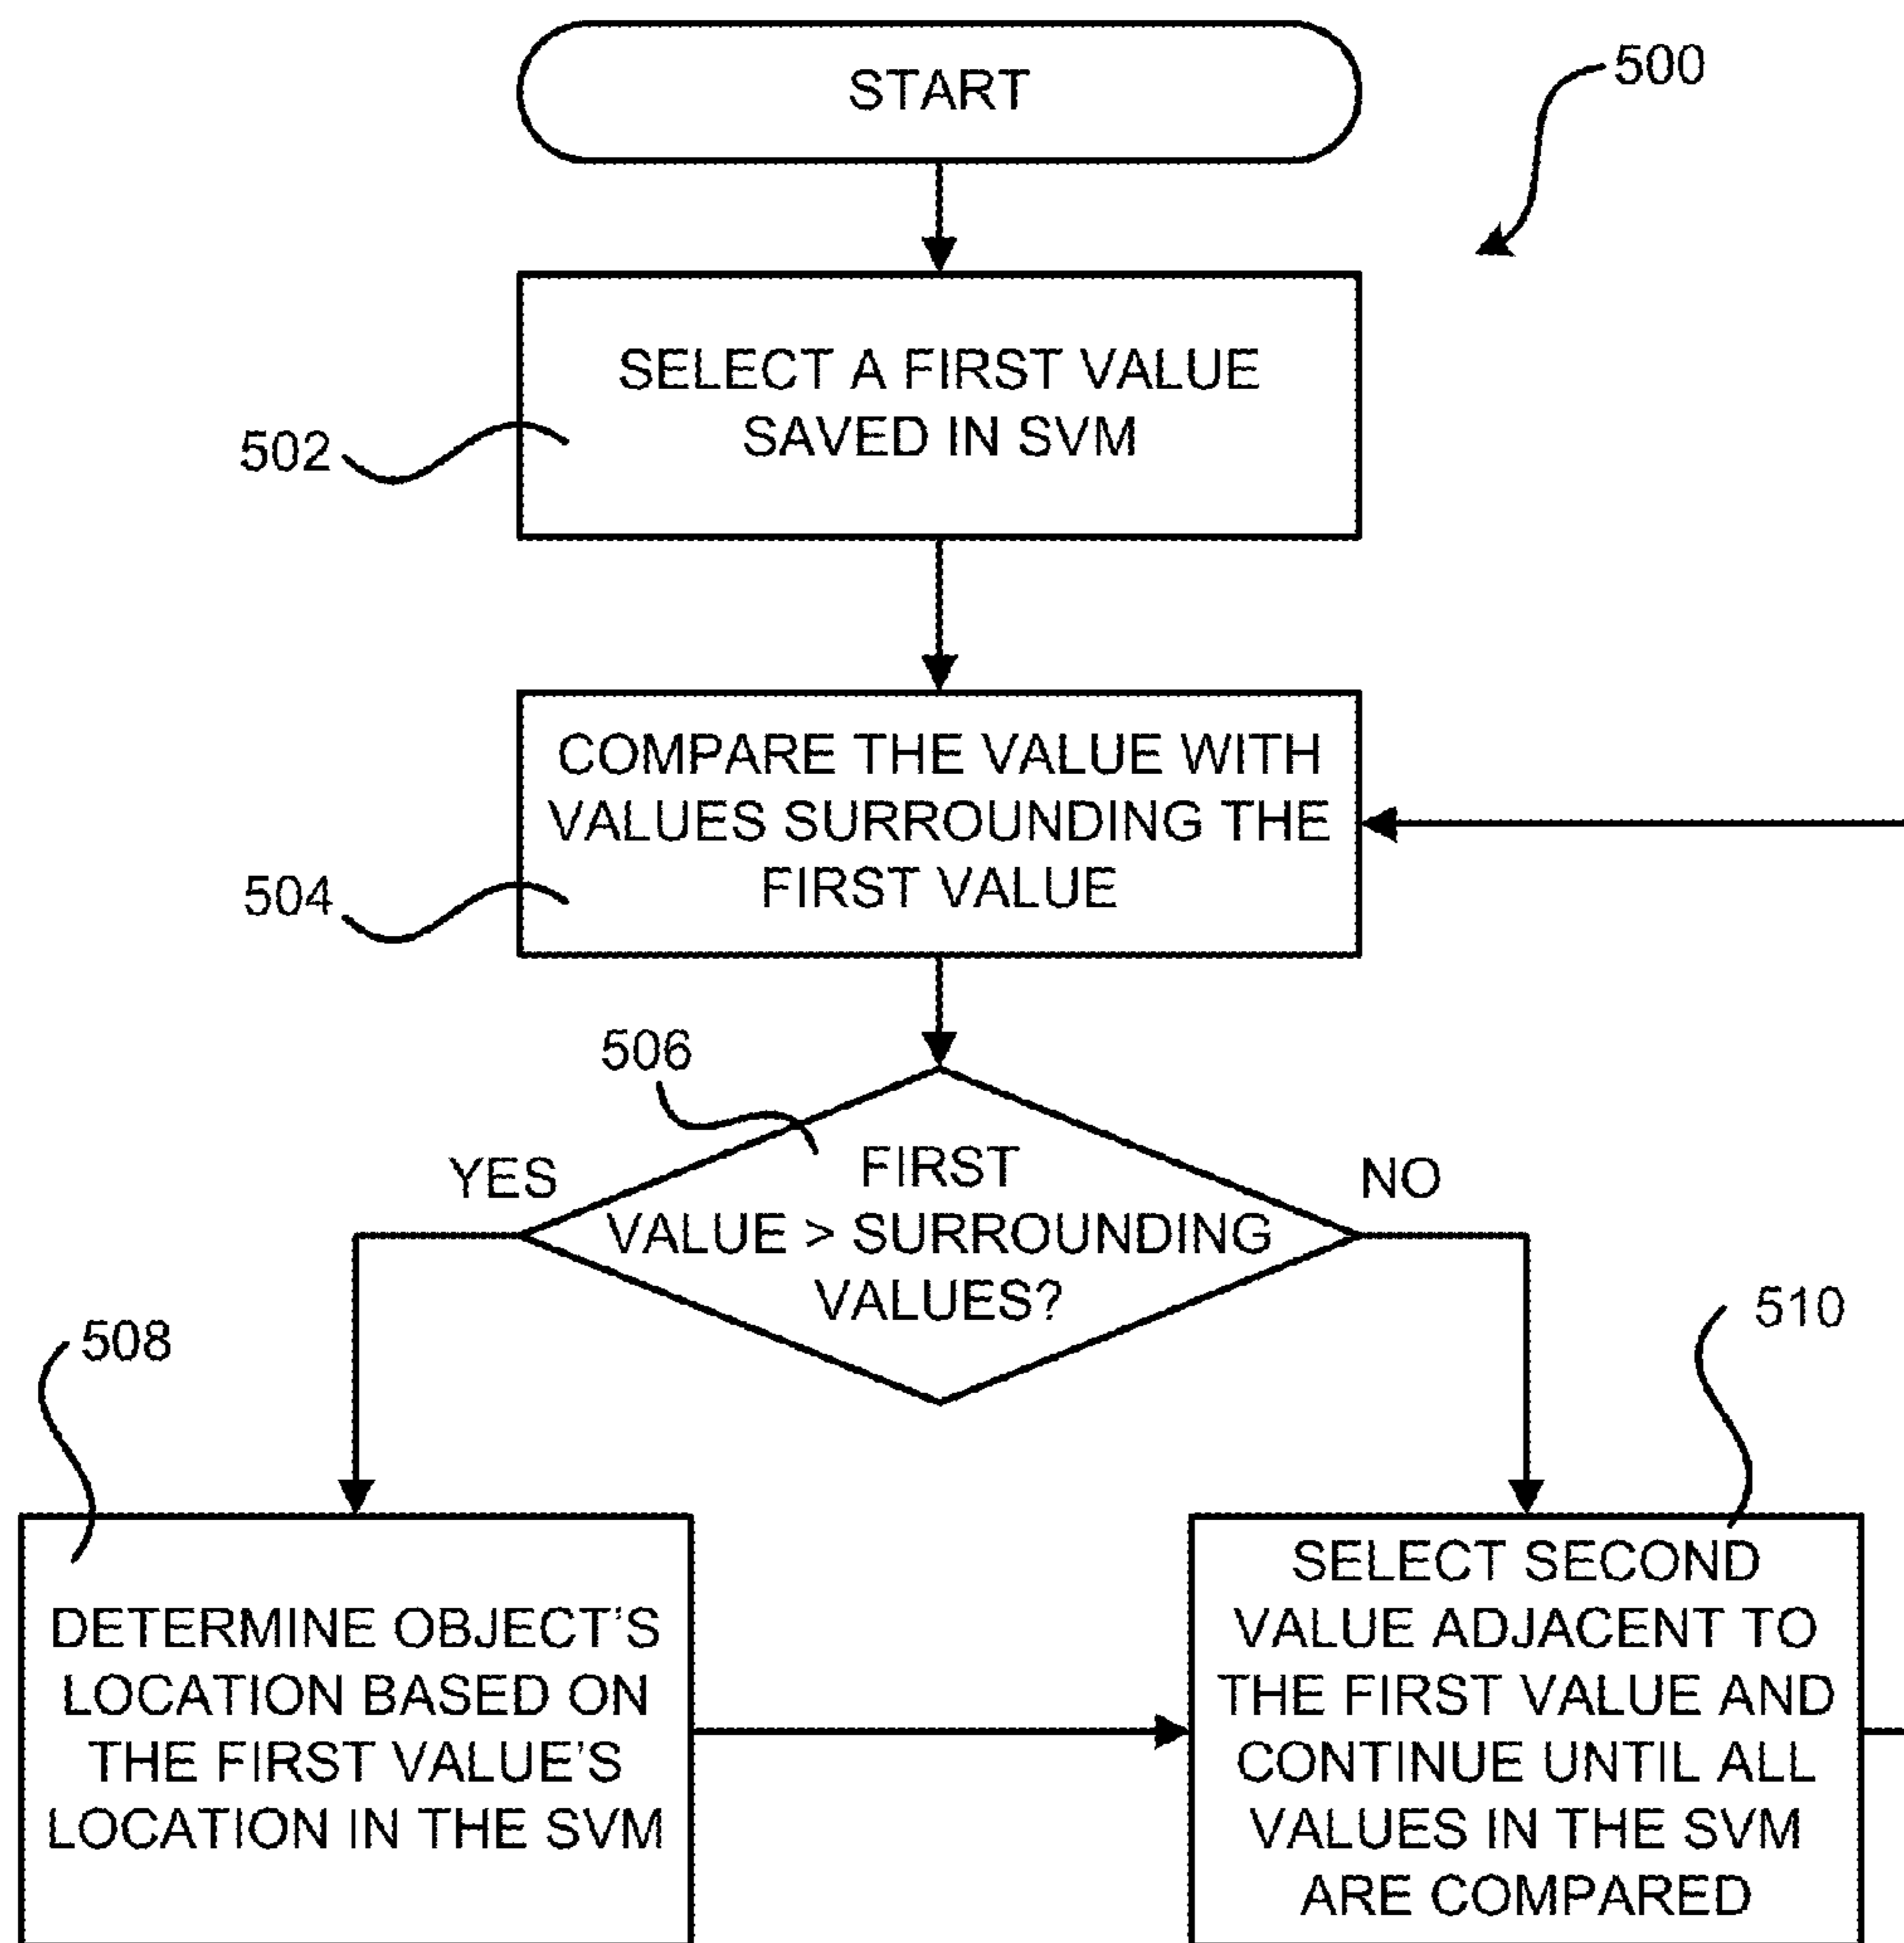 START
500
SELECT A FIRST VALUE
SAVED IN SVM
502
COMPARE THE VALUE WITH
VALUES SURROUNDING THE
FIRST VALUE
504
506
YES
FIRST
VALUE > SURROUNDING
VALUES?
NO
508
510
DETERMINE OBJECT'S
LOCATION BASED ON
THE FIRST VALUE'S
LOCATION IN THE SVM
SELECT SECOND
VALUE ADJACENT TO
THE FIRST VALUE AND
CONTINUE UNTIL ALL
VALUES IN THE SVM
ARE COMPARED